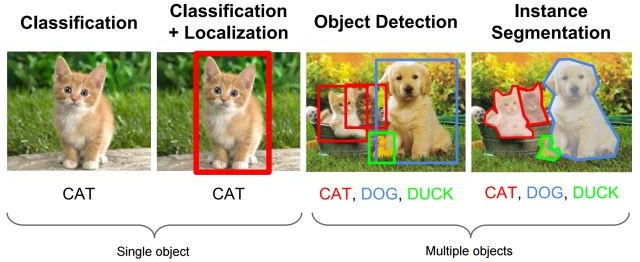 Classification
Classification
+ Localization
Object Detection
Instance
Segmentation
CAT
CAT
CAT, DOG, DUCK
CAT, DOG, DUCK
Single object
Multiple objects